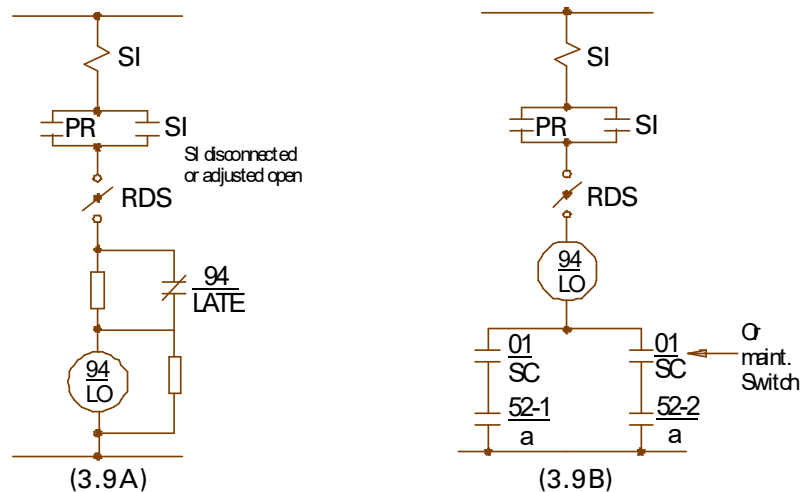 SI
PR
SI
SI disconnected
or adjusted open
RDS
94
LATE
94
LO
(3.9A)
SI
PR
SI
RDS
94
LO
01
SC
01
SC
Or
maint.
Switch
52-1
a
52-2
a
(3.9B)